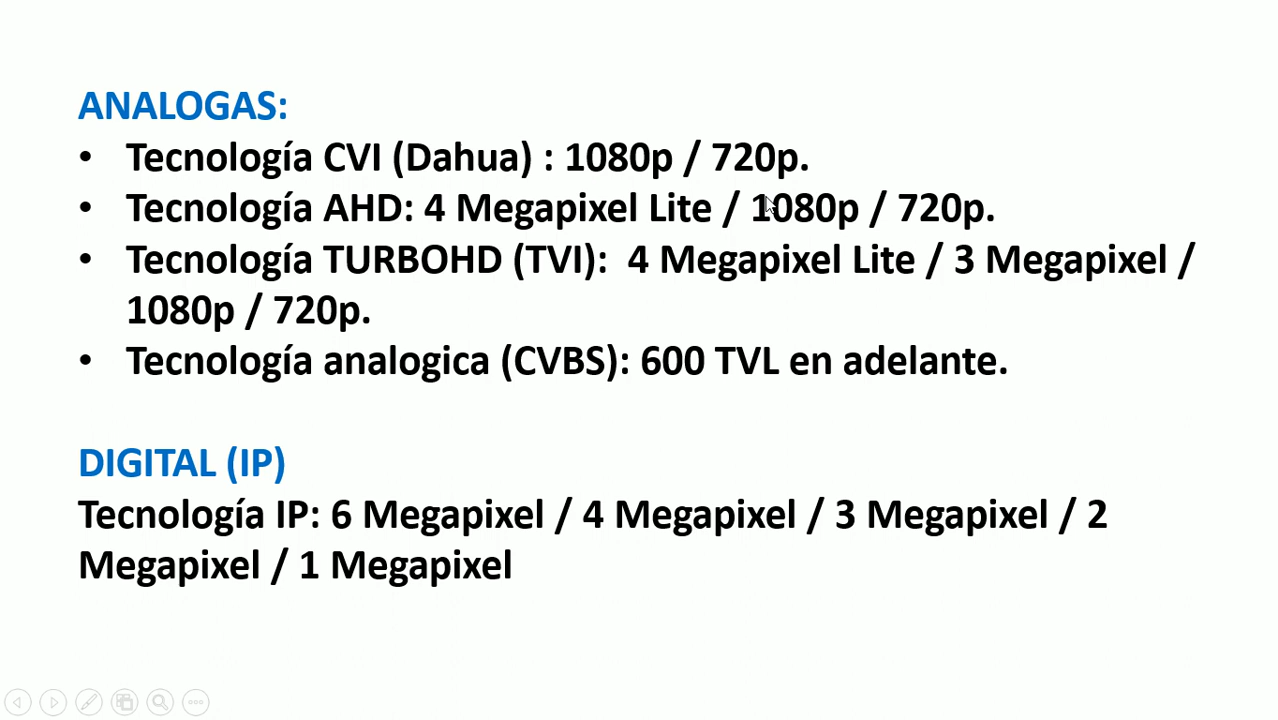 ANALOGAS:
• Tecnología CVI (Dahua) : 1080p / 720p.
• Tecnología AHD: 4 Megapixel Lite / 1080p / 720p.
• Tecnología TURBOHD (TVI):  4 Megapixel Lite / 3 Megapixel /
1080p / 720p.
• Tecnología analogica (CVBS): 600 TVL en adelante.
DIGITAL (IP)
Tecnología IP: 6 Megapixel / 4 Megapixel / 3 Megapixel / 2
Megapixel / 1 Megapixel